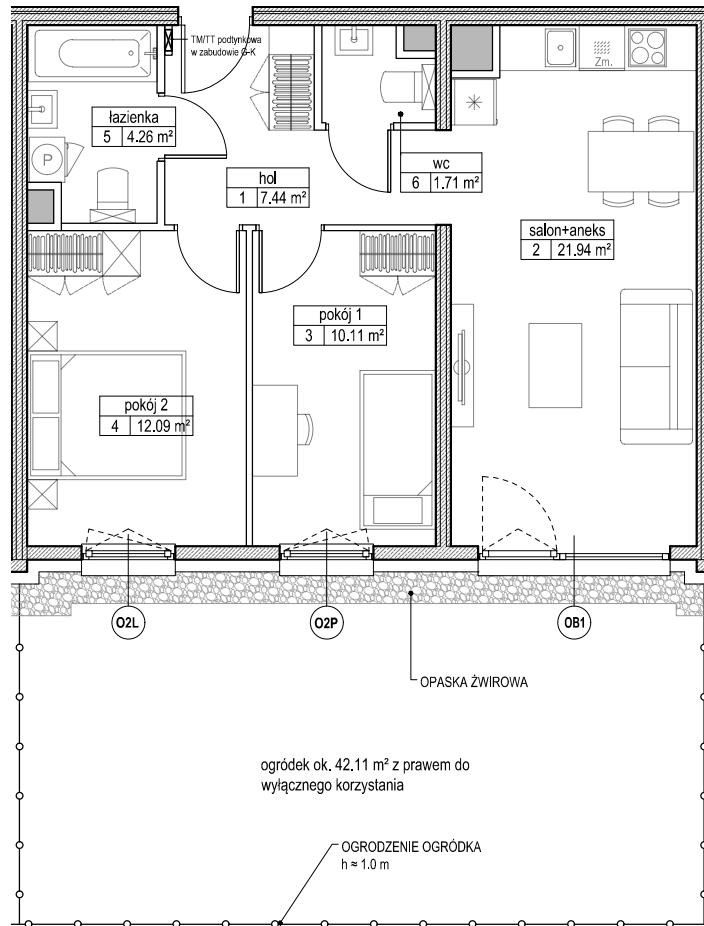 TM/TT podtynkowa
w zabudowie G-K
Zm.
łazienka
5 4.26 m²
P
hol
1 7.44 m²
wc
6 1.71 m²
salon+aneks
2 21.94 m²
pokój 1
3 10.11 m²
pokój 2
4 12.09 m²
O2L
O2P
OB1
OPASKA ŻWIROWA
ogródek ok. 42.11 m² z prawem do
wyłącznego korzystania
OGRODZENIE OGRÓDKA
h ≈ 1.0 m